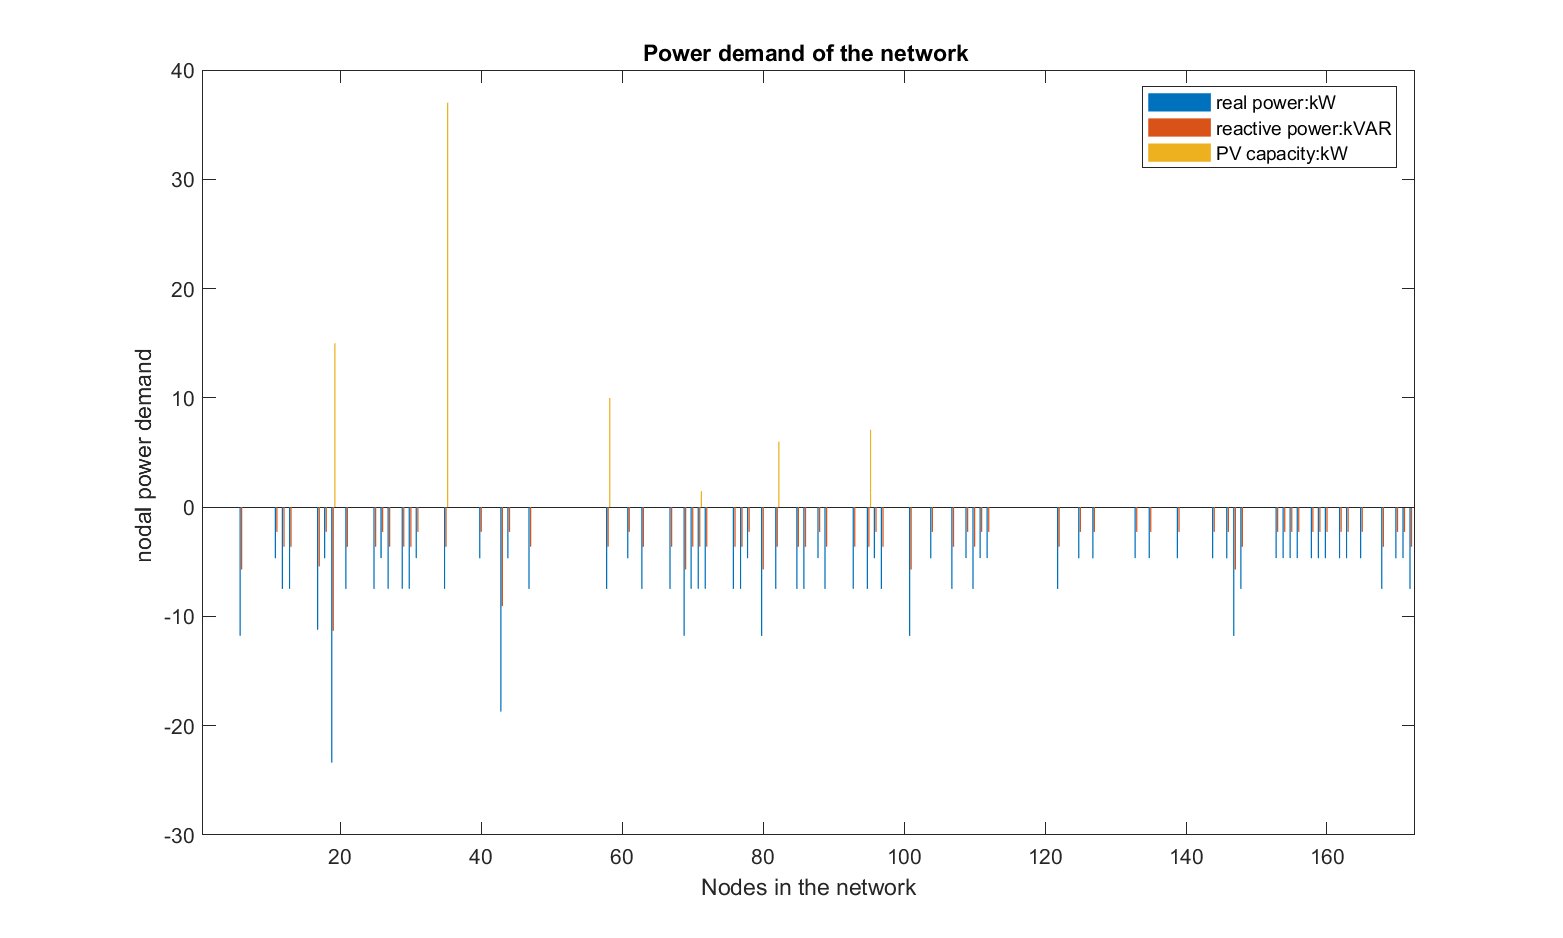 Power demand of the network
40
30
20
10
0
-10
-20
-30
nodal power demand
real power:kW
reactive power:kVAR
PV capacity:kW
20 40 60 80 100 120 140 160
Nodes in the network